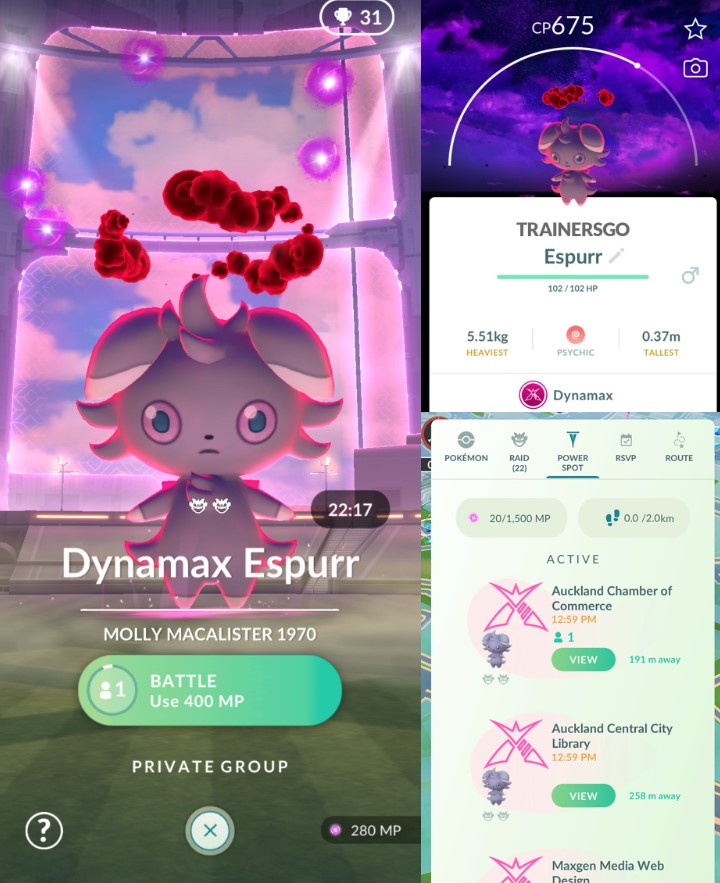 31
22:17
Dynamax Espurr
MOLLY MACALISTER 1970
1
BATTLE
Use 400 MP
PRIVATE GROUP
?
280 MP
CP675
TRAINERSGO
Espurr
102 / 102 HP
5.51kg
HEAVIEST
PSYCHIC
0.37m
TALLEST
Dynamax
POKÉMON
RAID
(22)
POWER
SPOT
RSVP
ROUTE
20/1,500 MP
0.0 /2.0km
ACTIVE
Auckland Chamber of
Commerce
12:59 PM
1
VIEW
191 m away
Auckland Central City
Library
12:59 PM
VIEW
258 m away
Maxgen Media Web
Design